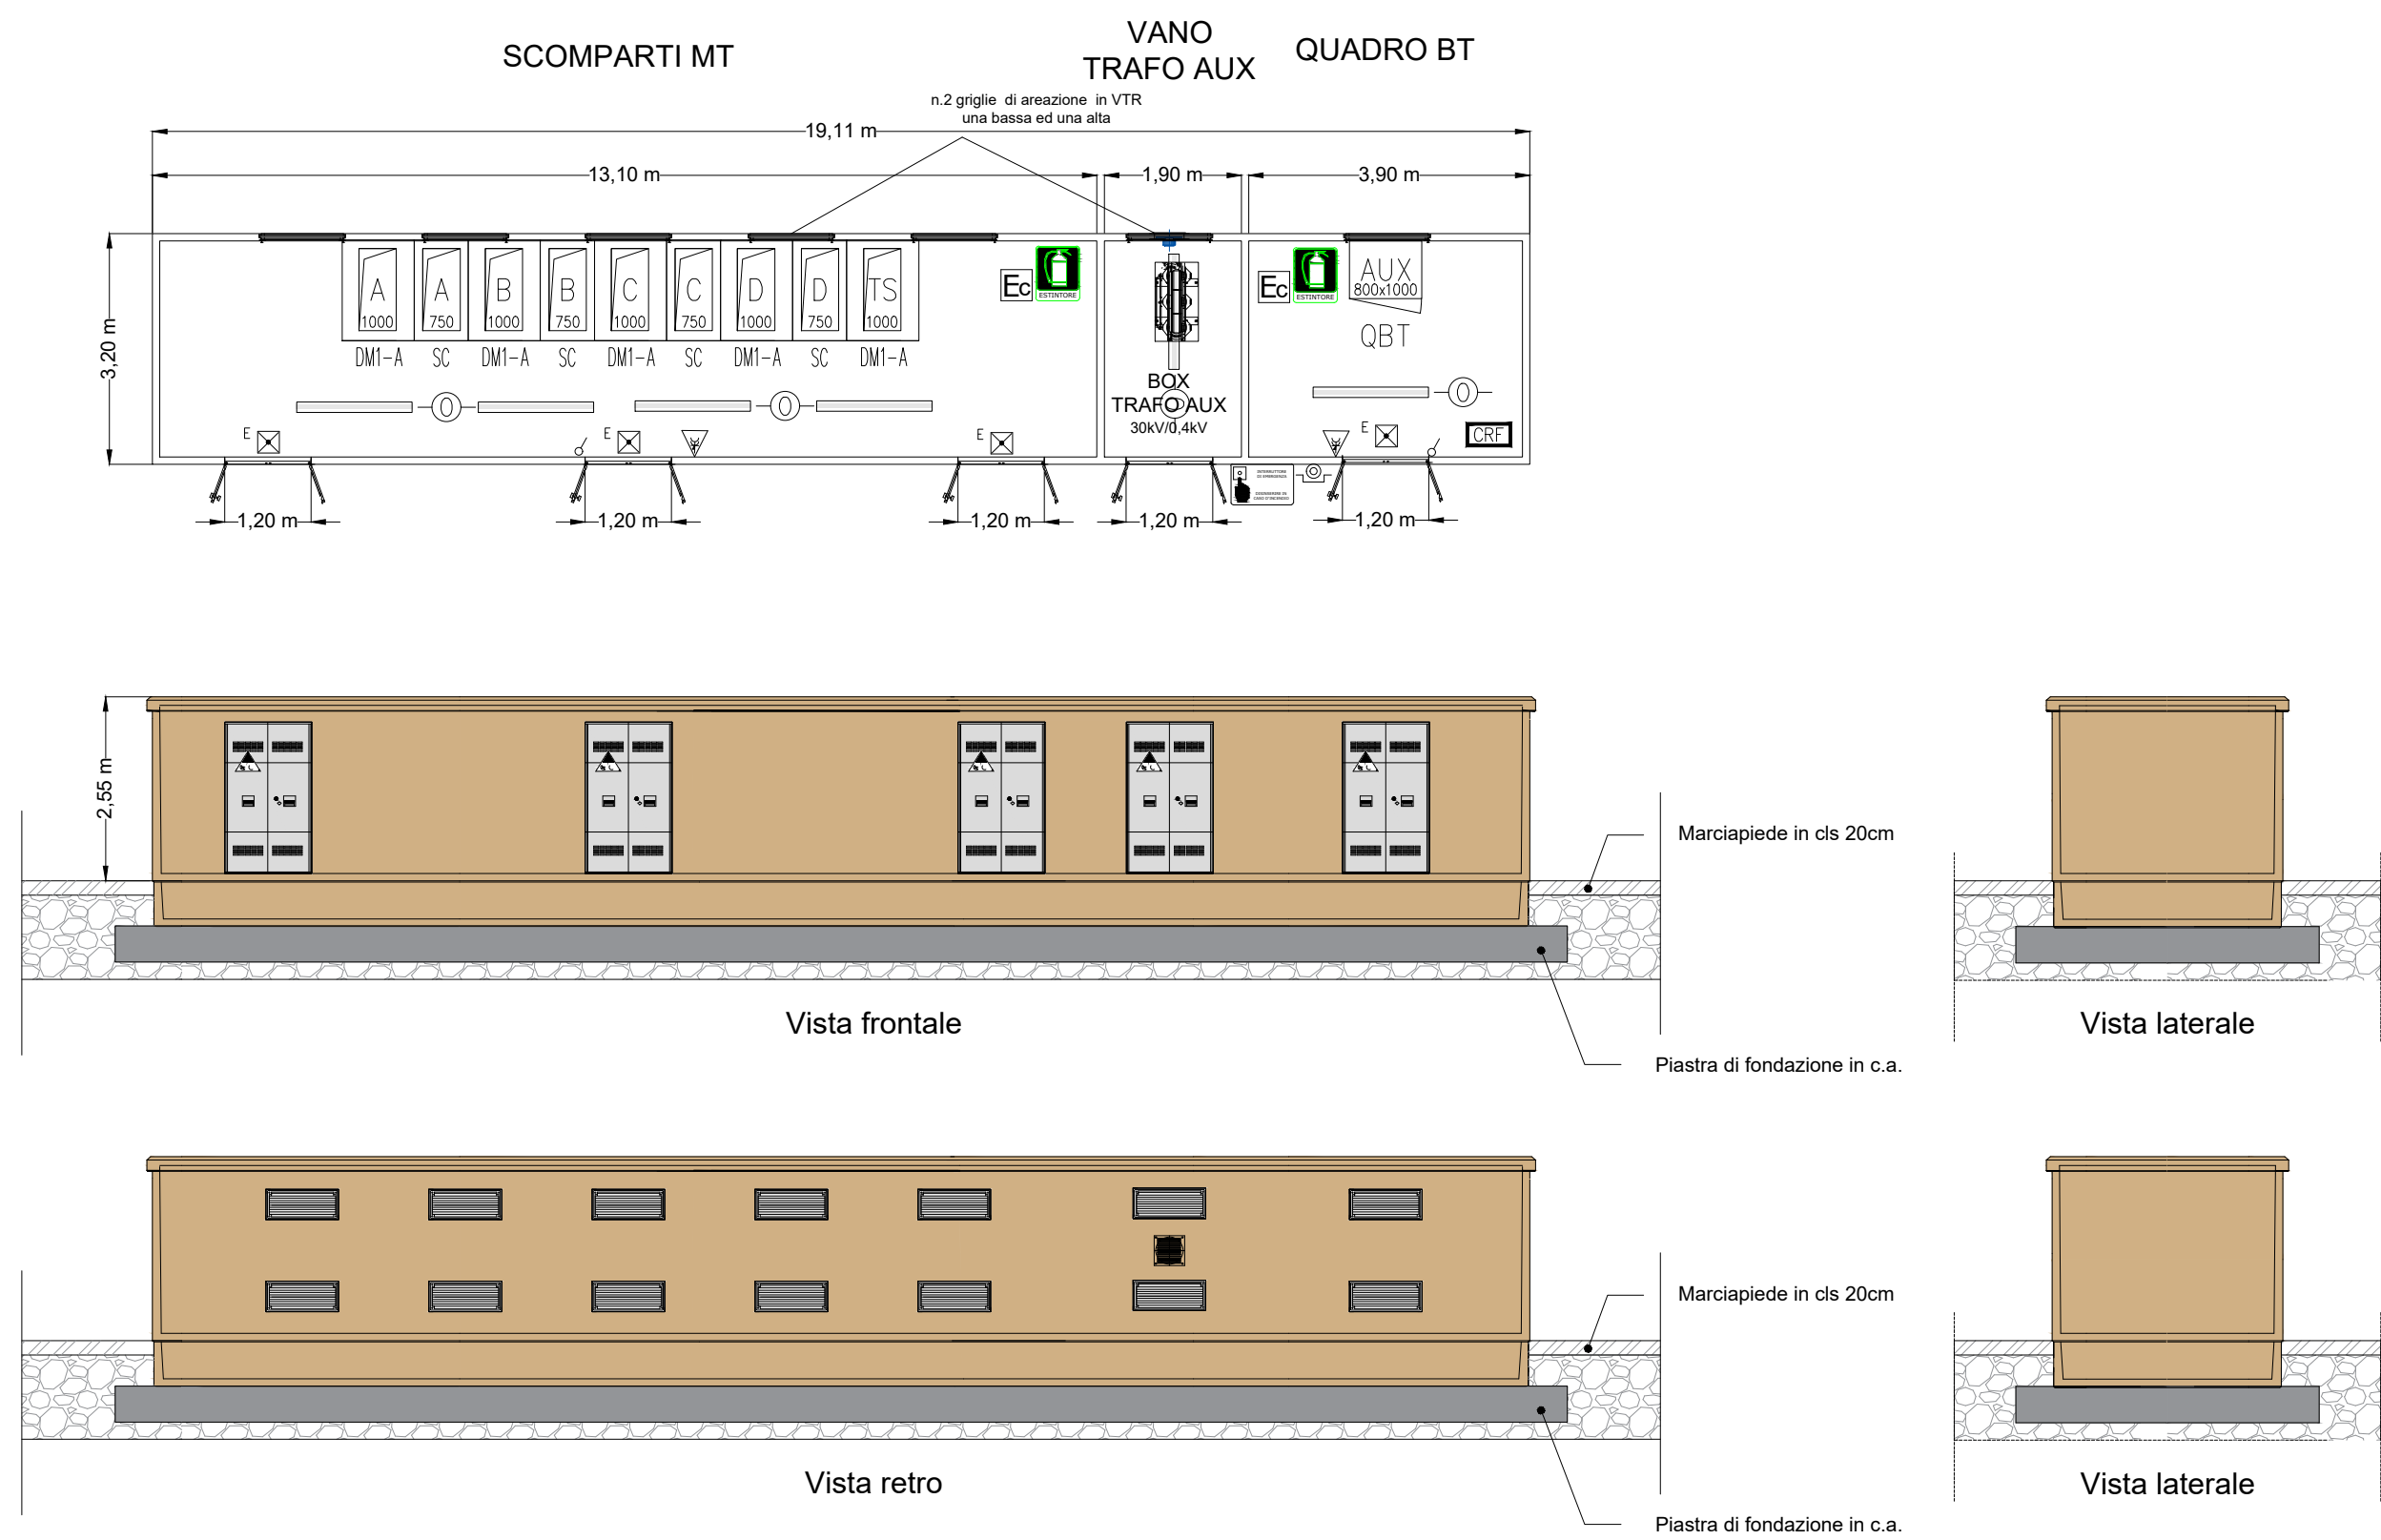 SCOMPARTI MT
VANO
TRAFO AUX
QUADRO BT
n.2 griglie di areazione in VTR
una bassa ed una alta
19,11 m
13,10 m
1,90 m
3,90 m
3,20 m
A
A
B
B
C
C
D
D
TS
1000
750
1000
750
1000
750
1000
750
1000
DM1-A
SC
DM1-A
SC
DM1-A
SC
DM1-A
SC
DM1-A
Ec
ESTINTORE
Ec
ESTINTORE
AUX
800x1000
QBT
BOX
TRAFO AUX
30kV/0,4kV
E
E
E
E
CRF
INTERRUTTORE
DI EMERGENZA
1,20 m
1,20 m
1,20 m
1,20 m
1,20 m
2,55 m
Marciapiede in cls 20cm
Vista frontale
Vista laterale
Piastra di fondazione in c.a.
Marciapiede in cls 20cm
Vista retro
Vista laterale
Piastra di fondazione in c.a.